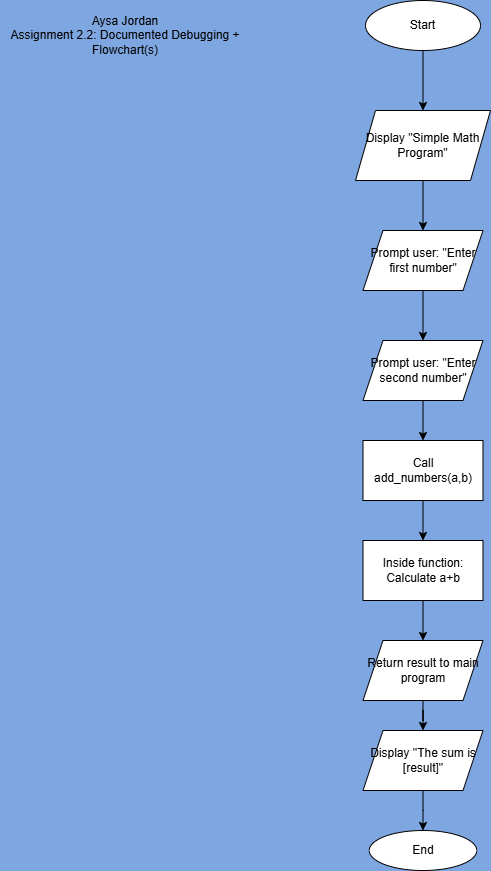 Aysa Jordan
Assignment 2.2: Documented Debugging +
Flowchart(s)
Start
Display "Simple Math
Program"
Prompt user: "Enter
first number"
Prompt user: "Enter
second number"
Call
add_numbers(a,b)
Inside function:
Calculate a+b
Return result to main
program
Display "The sum is
[result]"
End